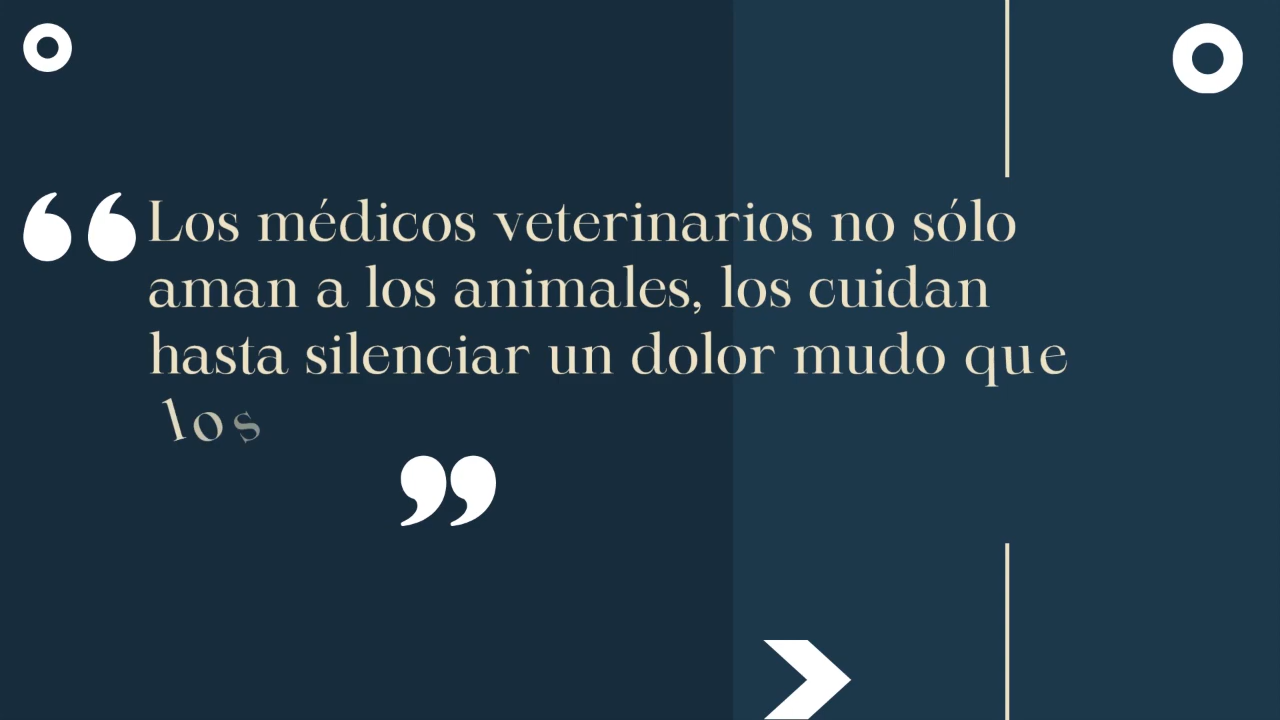 “Los médicos veterinarios no sólo
aman a los animales, los cuidan
hasta silenciar un dolor mudo que
los
”